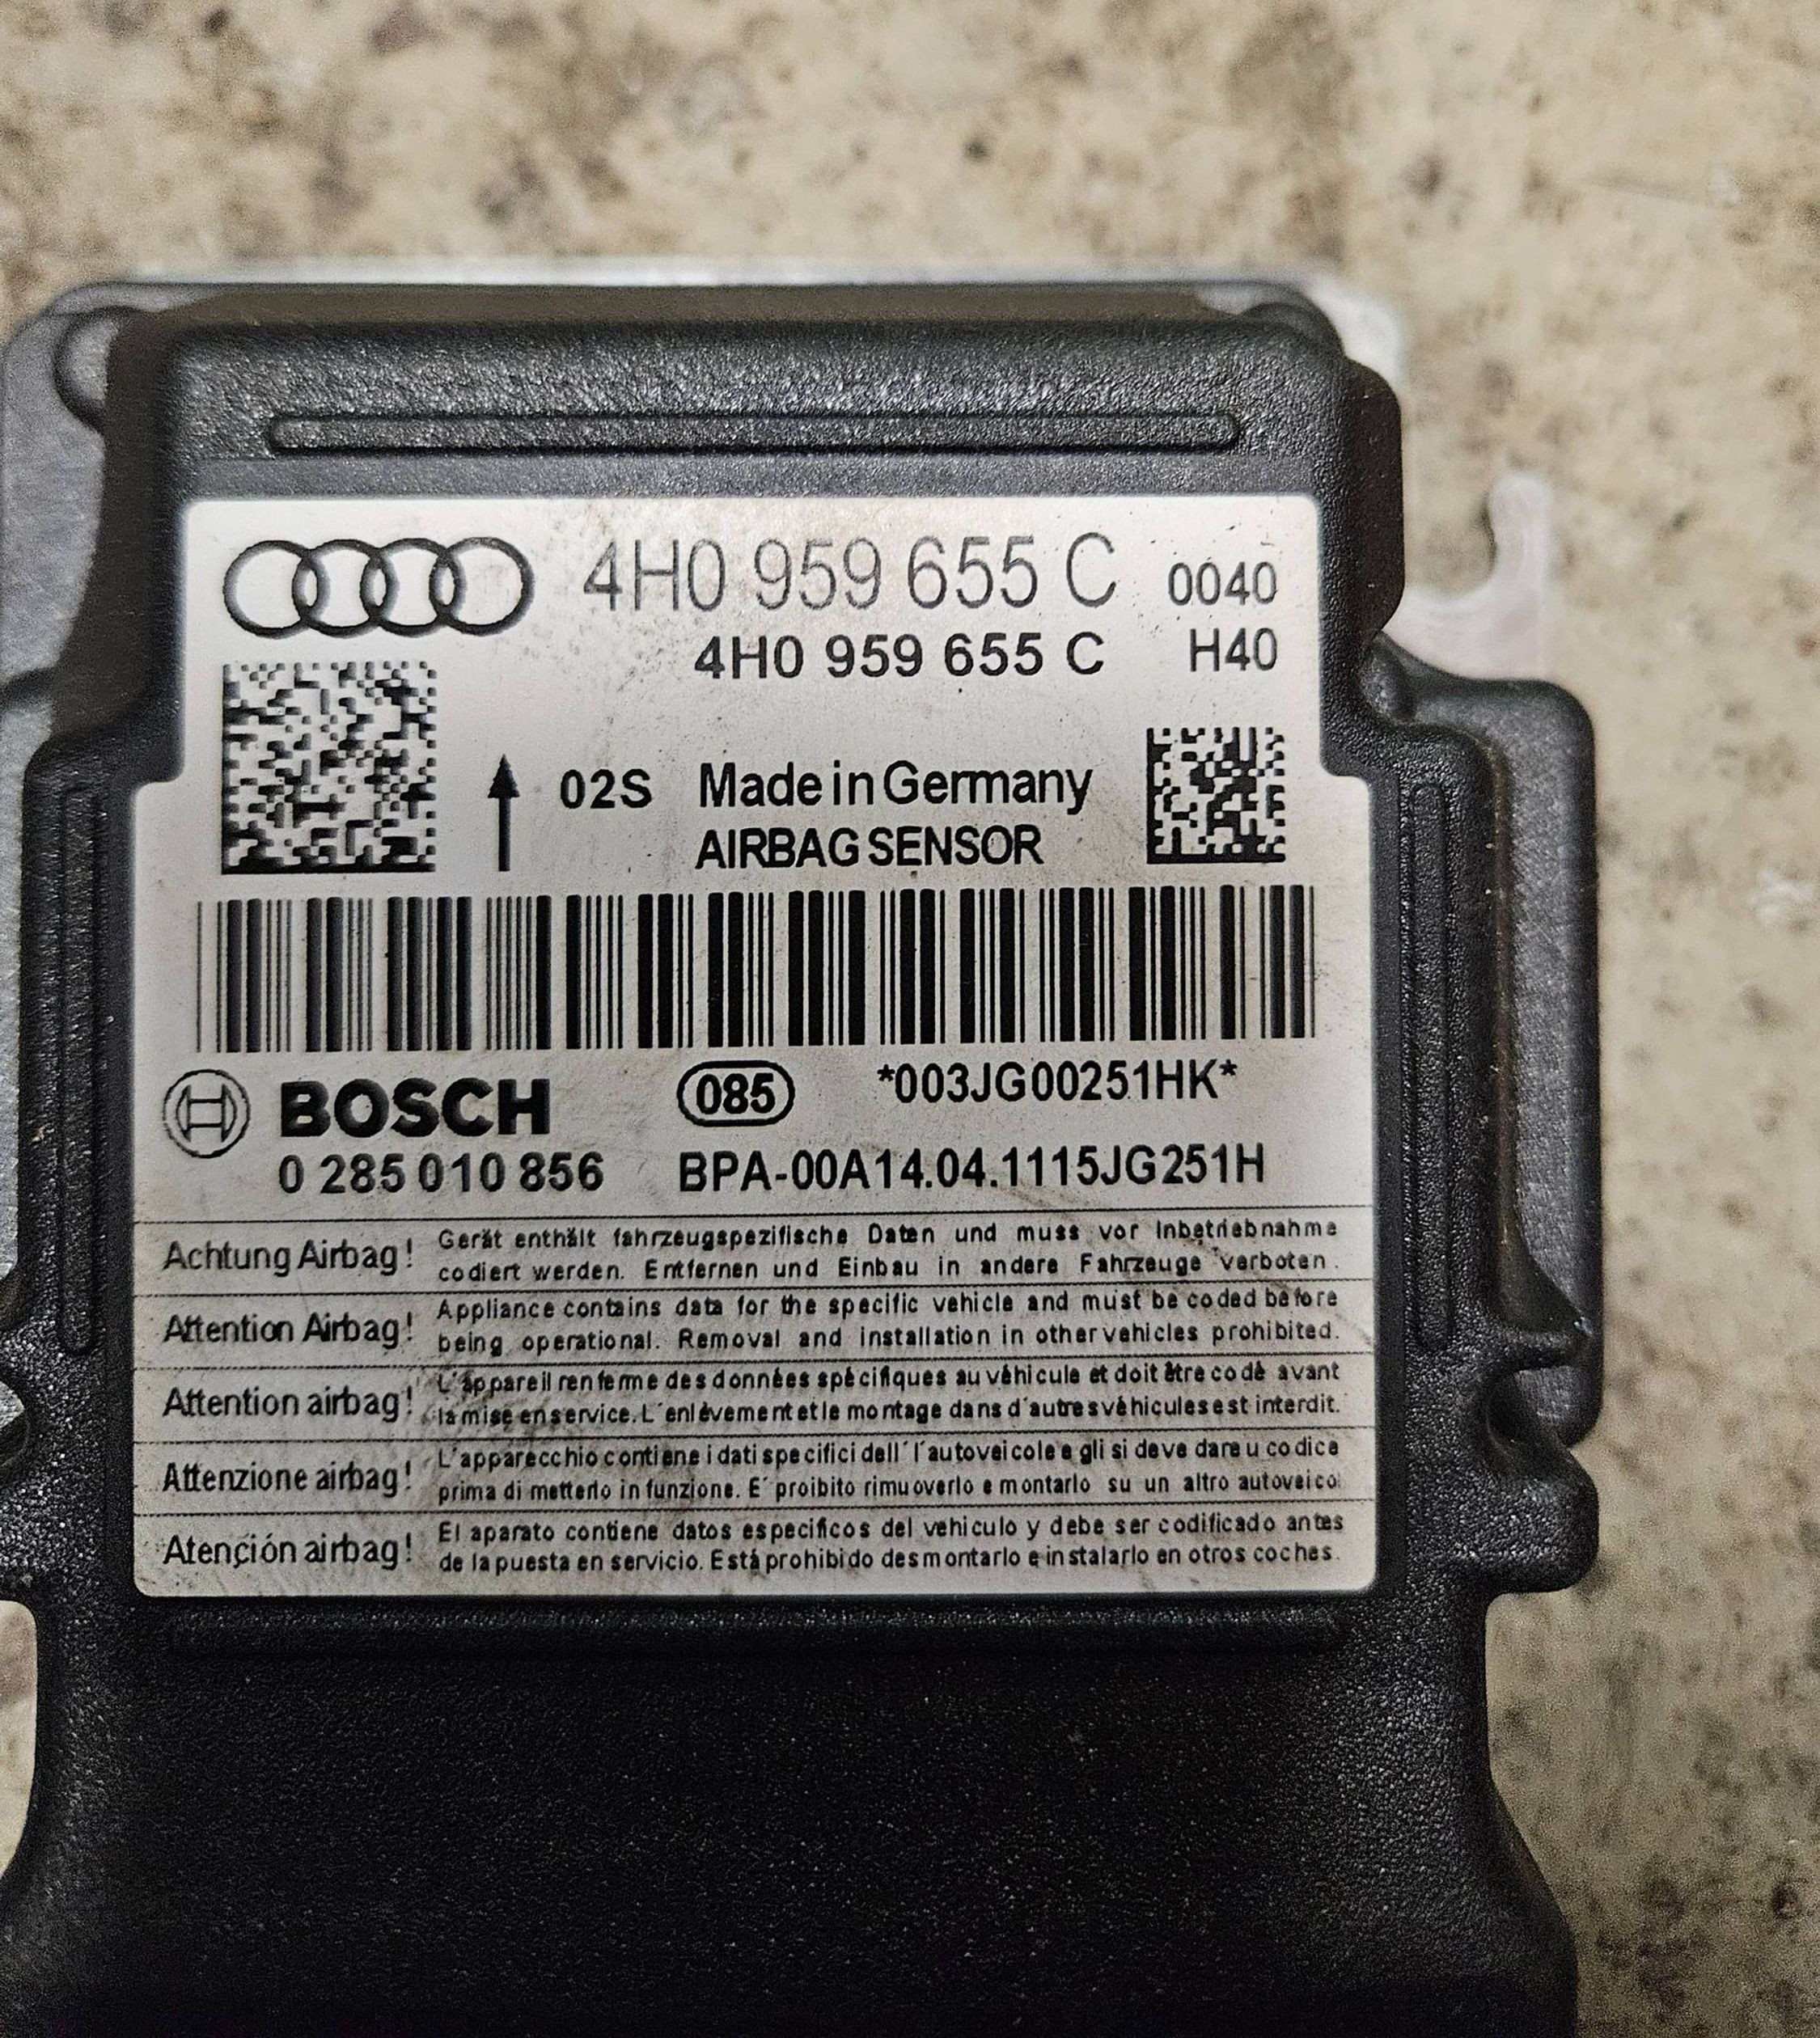 4H0 959 655 C 0040
4H0 959 655 C H40
02S Made in Germany
AIRBAG SENSOR
BOSCH 085 *003JG00251HK*
0 285 010 856 BPA-00A14.04.1115JG251H
Achtung Airbag! Gerät enthält fahrzeugspezifische Daten und muss vor Inbetriebnahme
codiert werden. Entfernen und Einbau in andere Fahrzeuge verboten.
Attention Airbag! Appliance contains data for the specific vehicle and must be coded before
being operational. Removal and installation in other vehicles prohibited.
Attention airbag! L'appareil renferme des données spécifiques au véhicule et doit être codé avant
la mise en service. L'enlèvement et le montage dans d'autres véhicules est interdit.
Attenzione airbag! L'apparecchio contiene i dati specifici dell' l'autoveicole e gli si deve dare u codice
prima di metterlo in funzione. E' proibito rimuoverlo e montarlo su un altro autoveico
Atención airbag! El aparato contiene datos especificos del vehiculo y debe ser codificado antes
de la puesta en servicio. Está prohibido desmontarlo e instalarlo en otros coches.